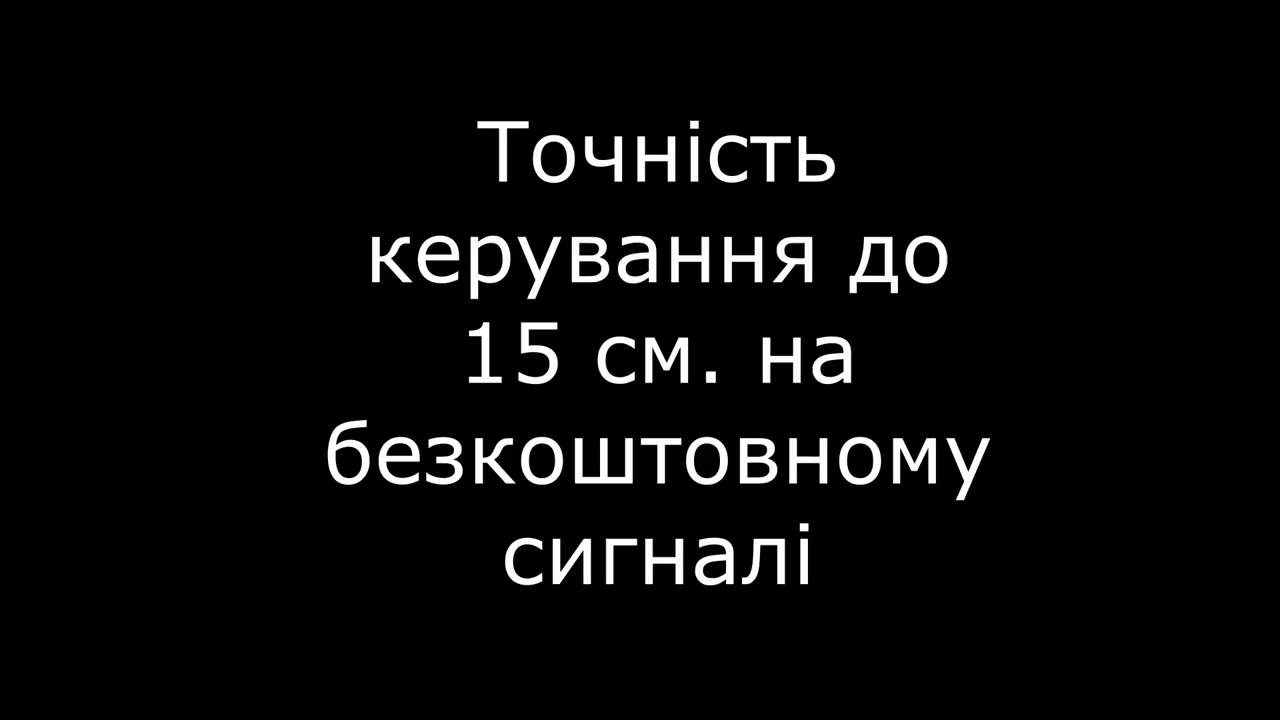 Точність
керування до
15 см. на
безкоштовному
сигналі